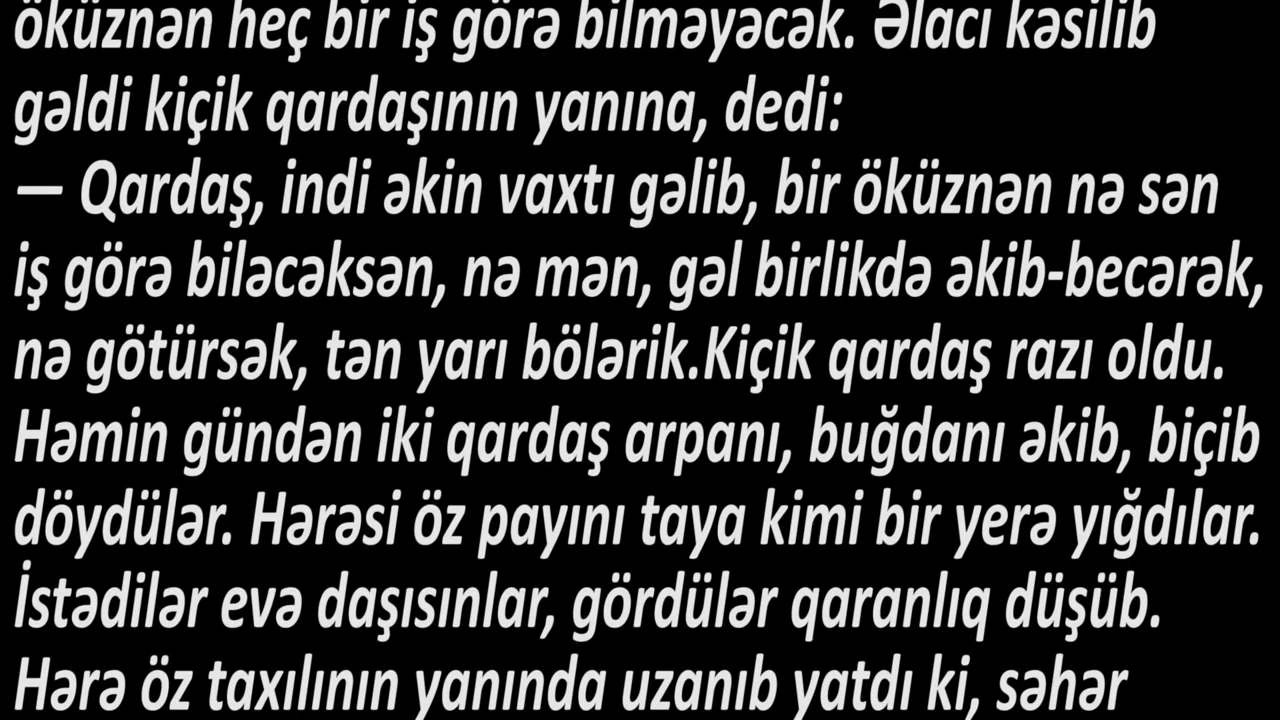 öküznən heç bir iş görə bilməyəcək. Əlacı kəsilib
gəldi kiçik qardaşının yanına, dedi:
— Qardaş, indi əkin vaxtı gəlib, bir öküznən nə sən
iş görə biləcəksən, nə mən, gəl birlikdə əkib-becərək,
nə götürsək, tən yarı bölərik.Kiçik qardaş razı oldu.
Həmin gündən iki qardaş arpanı, buğdanı əkib, biçib
döydülər. Hərəsi öz payını taya kimi bir yerə yığdılar.
İstədilər evə daşısınlar, gördülər qaranlıq düşüb.
Hərə öz taxılının yanında uzanıb yatdı ki, səhər